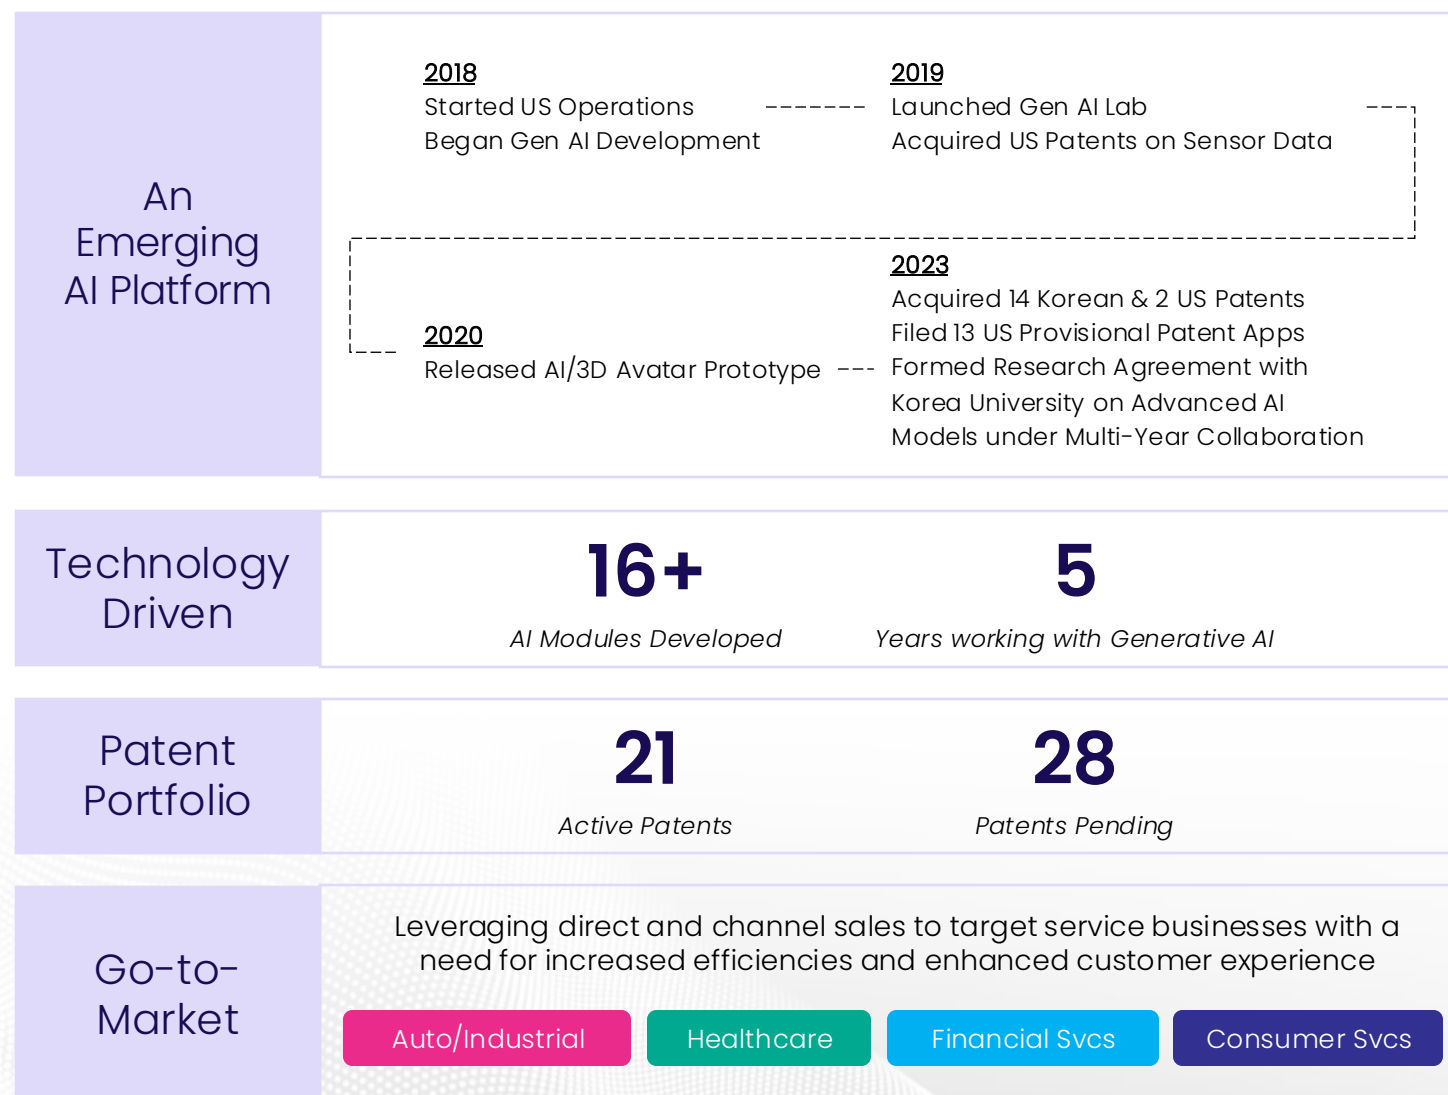 An
Emerging
AI Platform
2018
Started US Operations
Began Gen AI Development
2019
Launched Gen AI Lab
Acquired US Patents on Sensor Data
2020
Released AI/3D Avatar Prototype
2023
Acquired 14 Korean & 2 US Patents
Filed 13 US Provisional Patent Apps
Formed Research Agreement with
Korea University on Advanced AI
Models under Multi-Year Collaboration
Technology
Driven
16+
AI Modules Developed
5
Years working with Generative AI
Patent
Portfolio
21
Active Patents
28
Patents Pending
Go-to-
Market
Leveraging direct and channel sales to target service businesses with a
need for increased efficiencies and enhanced customer experience
Auto/Industrial
Healthcare
Financial Svcs
Consumer Svcs